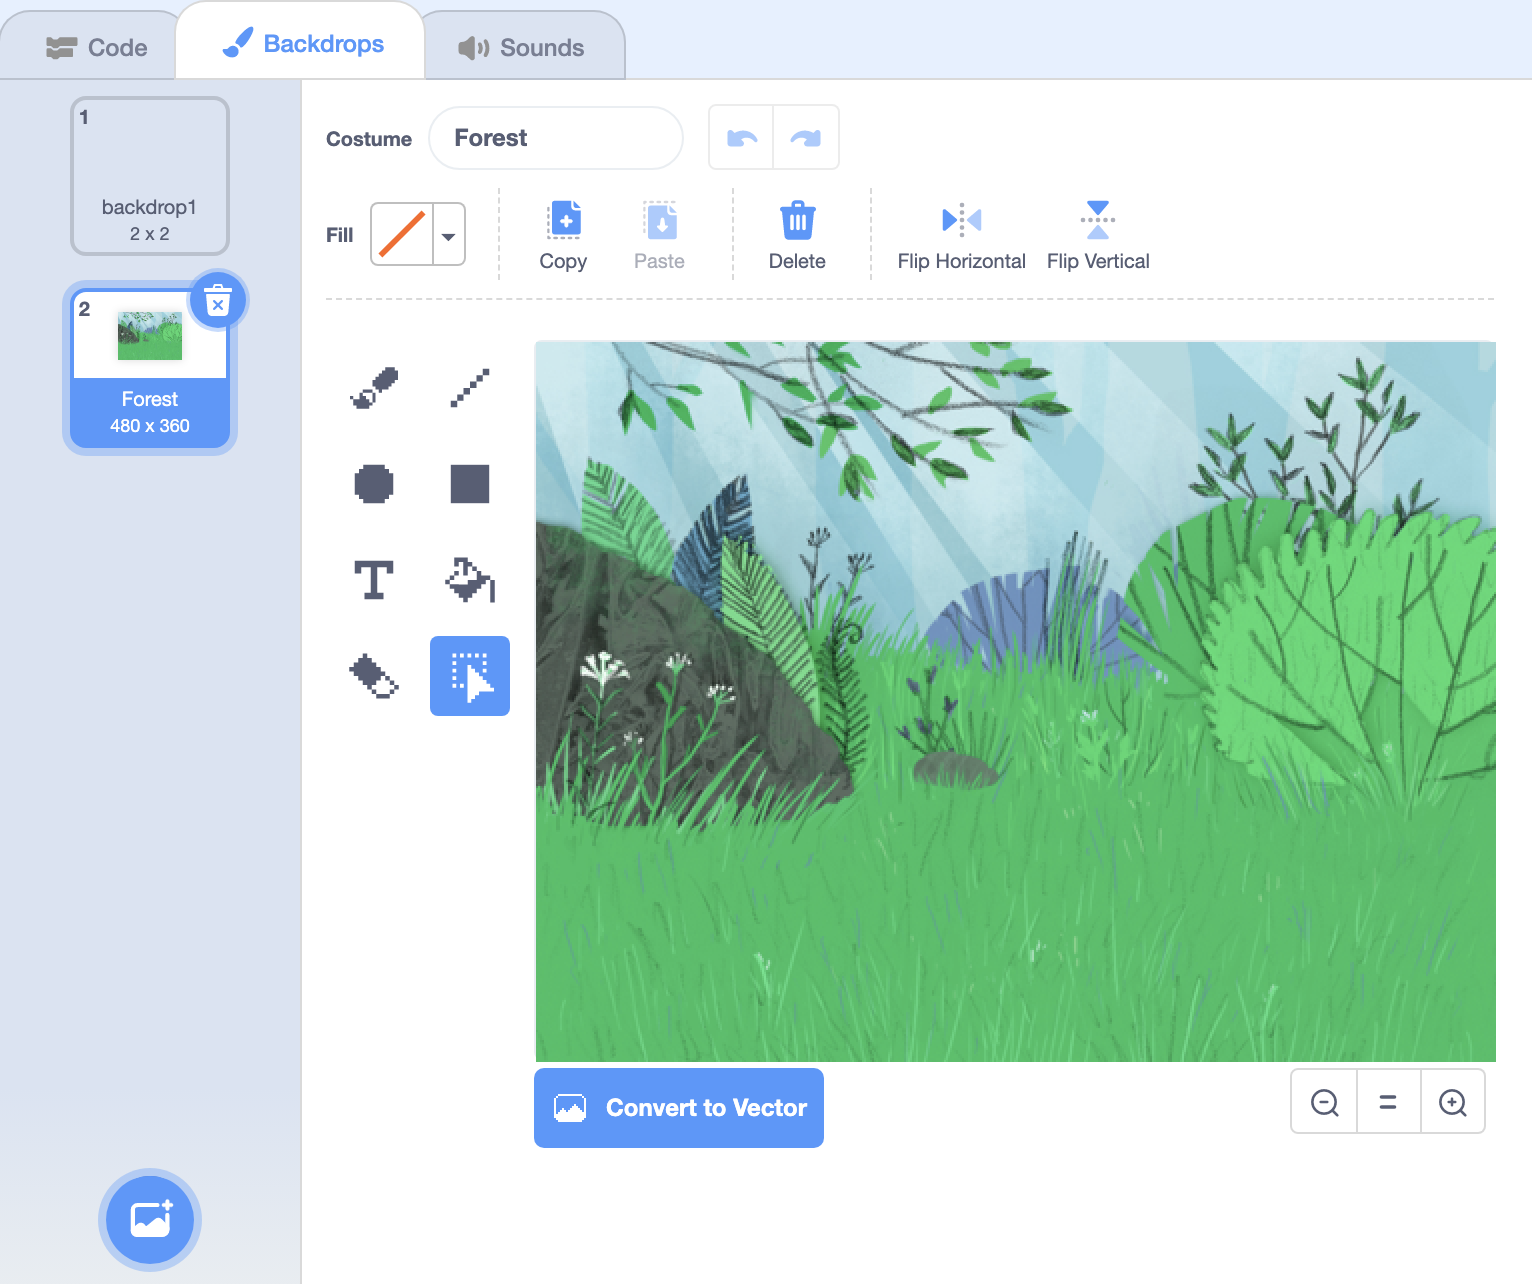 Code
Backdrops
Sounds
1
backdrop1
2 x 2
2
Forest
480 x 360
Costume
Forest
Fill
Copy
Paste
Delete
Flip Horizontal
Flip Vertical
T
Convert to Vector